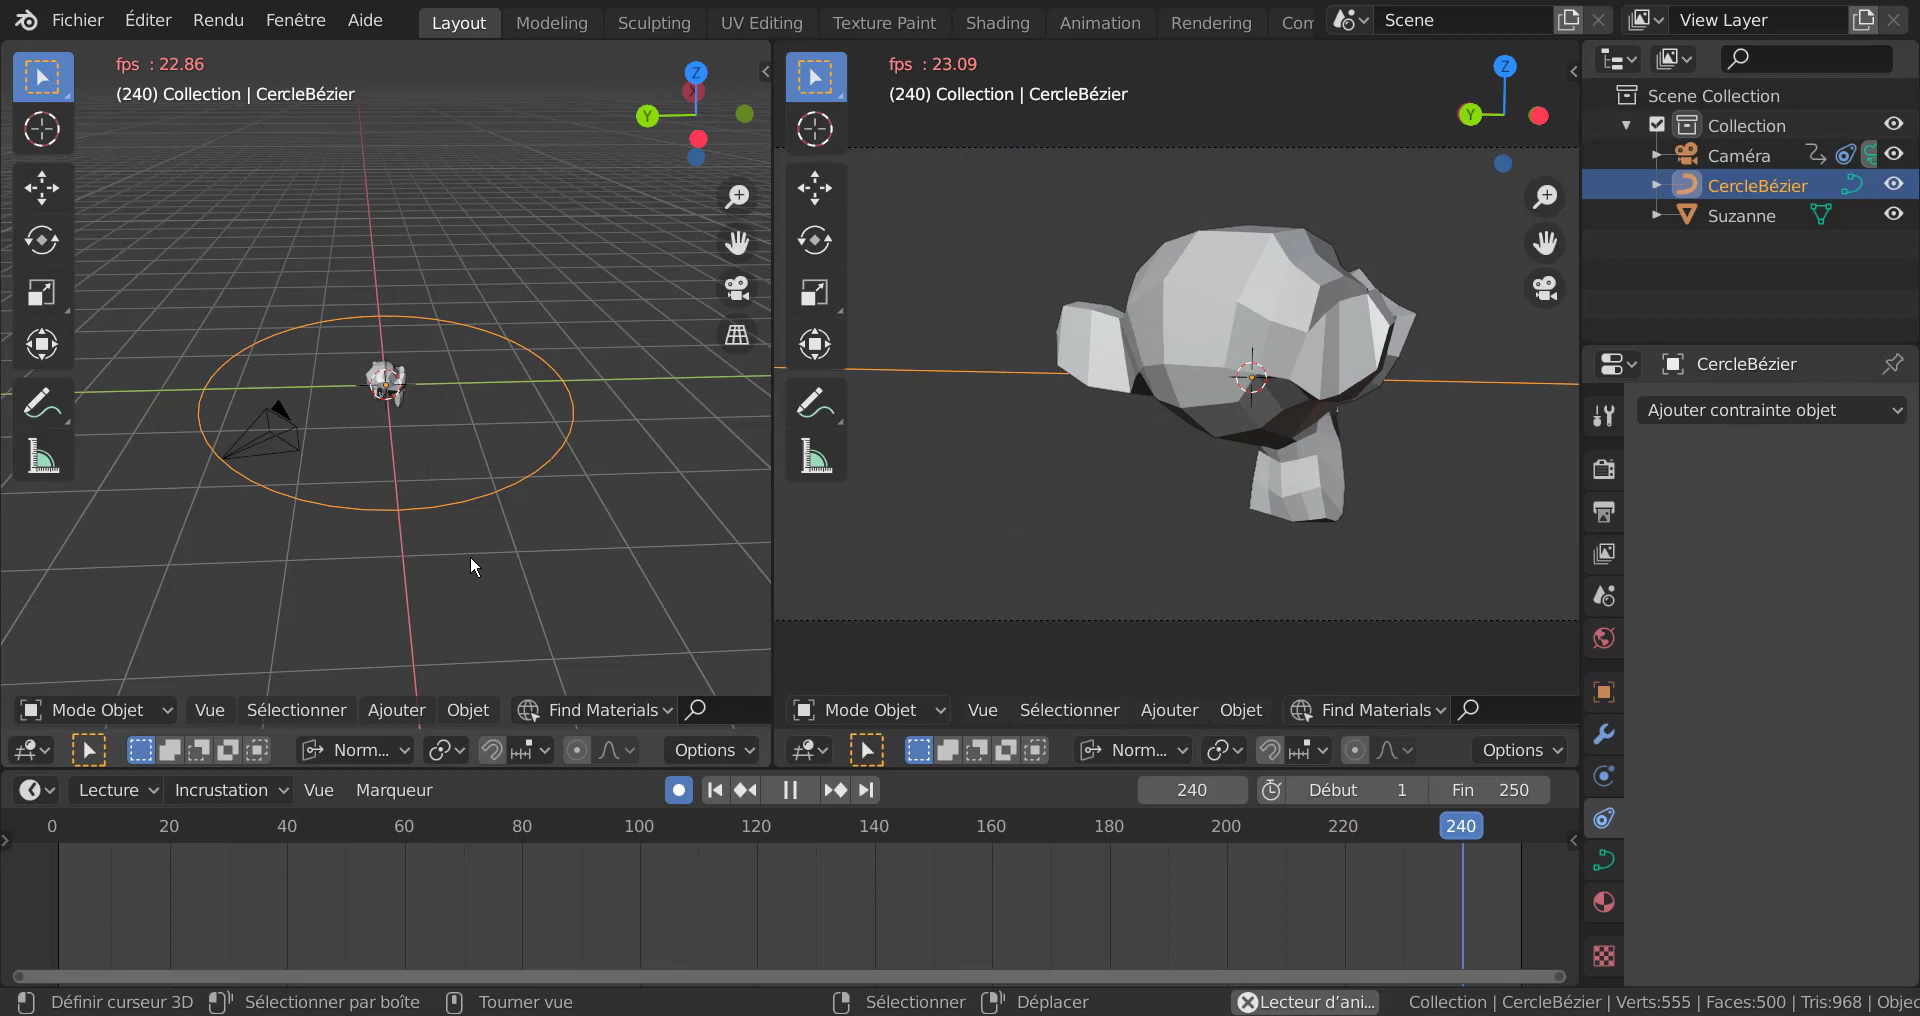 Fichier Éditer Rendu Fenêtre Aide Layout Modeling Sculpting UV Editing Texture Paint Shading Animation Rendering Com Scene View Layer
fps : 22.86
(240) Collection | CercleBézier
Z
X
Y
fps : 23.09
(240) Collection | CercleBézier
Z
Y
Scene Collection
Collection
Caméra
CercleBézier
Suzanne
CercleBézier
Ajouter contrainte objet
Mode Objet Vue Sélectionner Ajouter Objet Find Materials
Norm... Options
Mode Objet Vue Sélectionner Ajouter Objet Find Materials
Norm... Options
Lecture Incrustation Vue Marqueur 240 Début 1 Fin 250
0 20 40 60 80 100 120 140 160 180 200 220 240
Définir curseur 3D Sélectionner par boîte Tourner vue Sélectionner Déplacer Lecteur d'ani... Collection | CercleBézier | Verts:555 | Faces:500 | Tris:968 | Objec